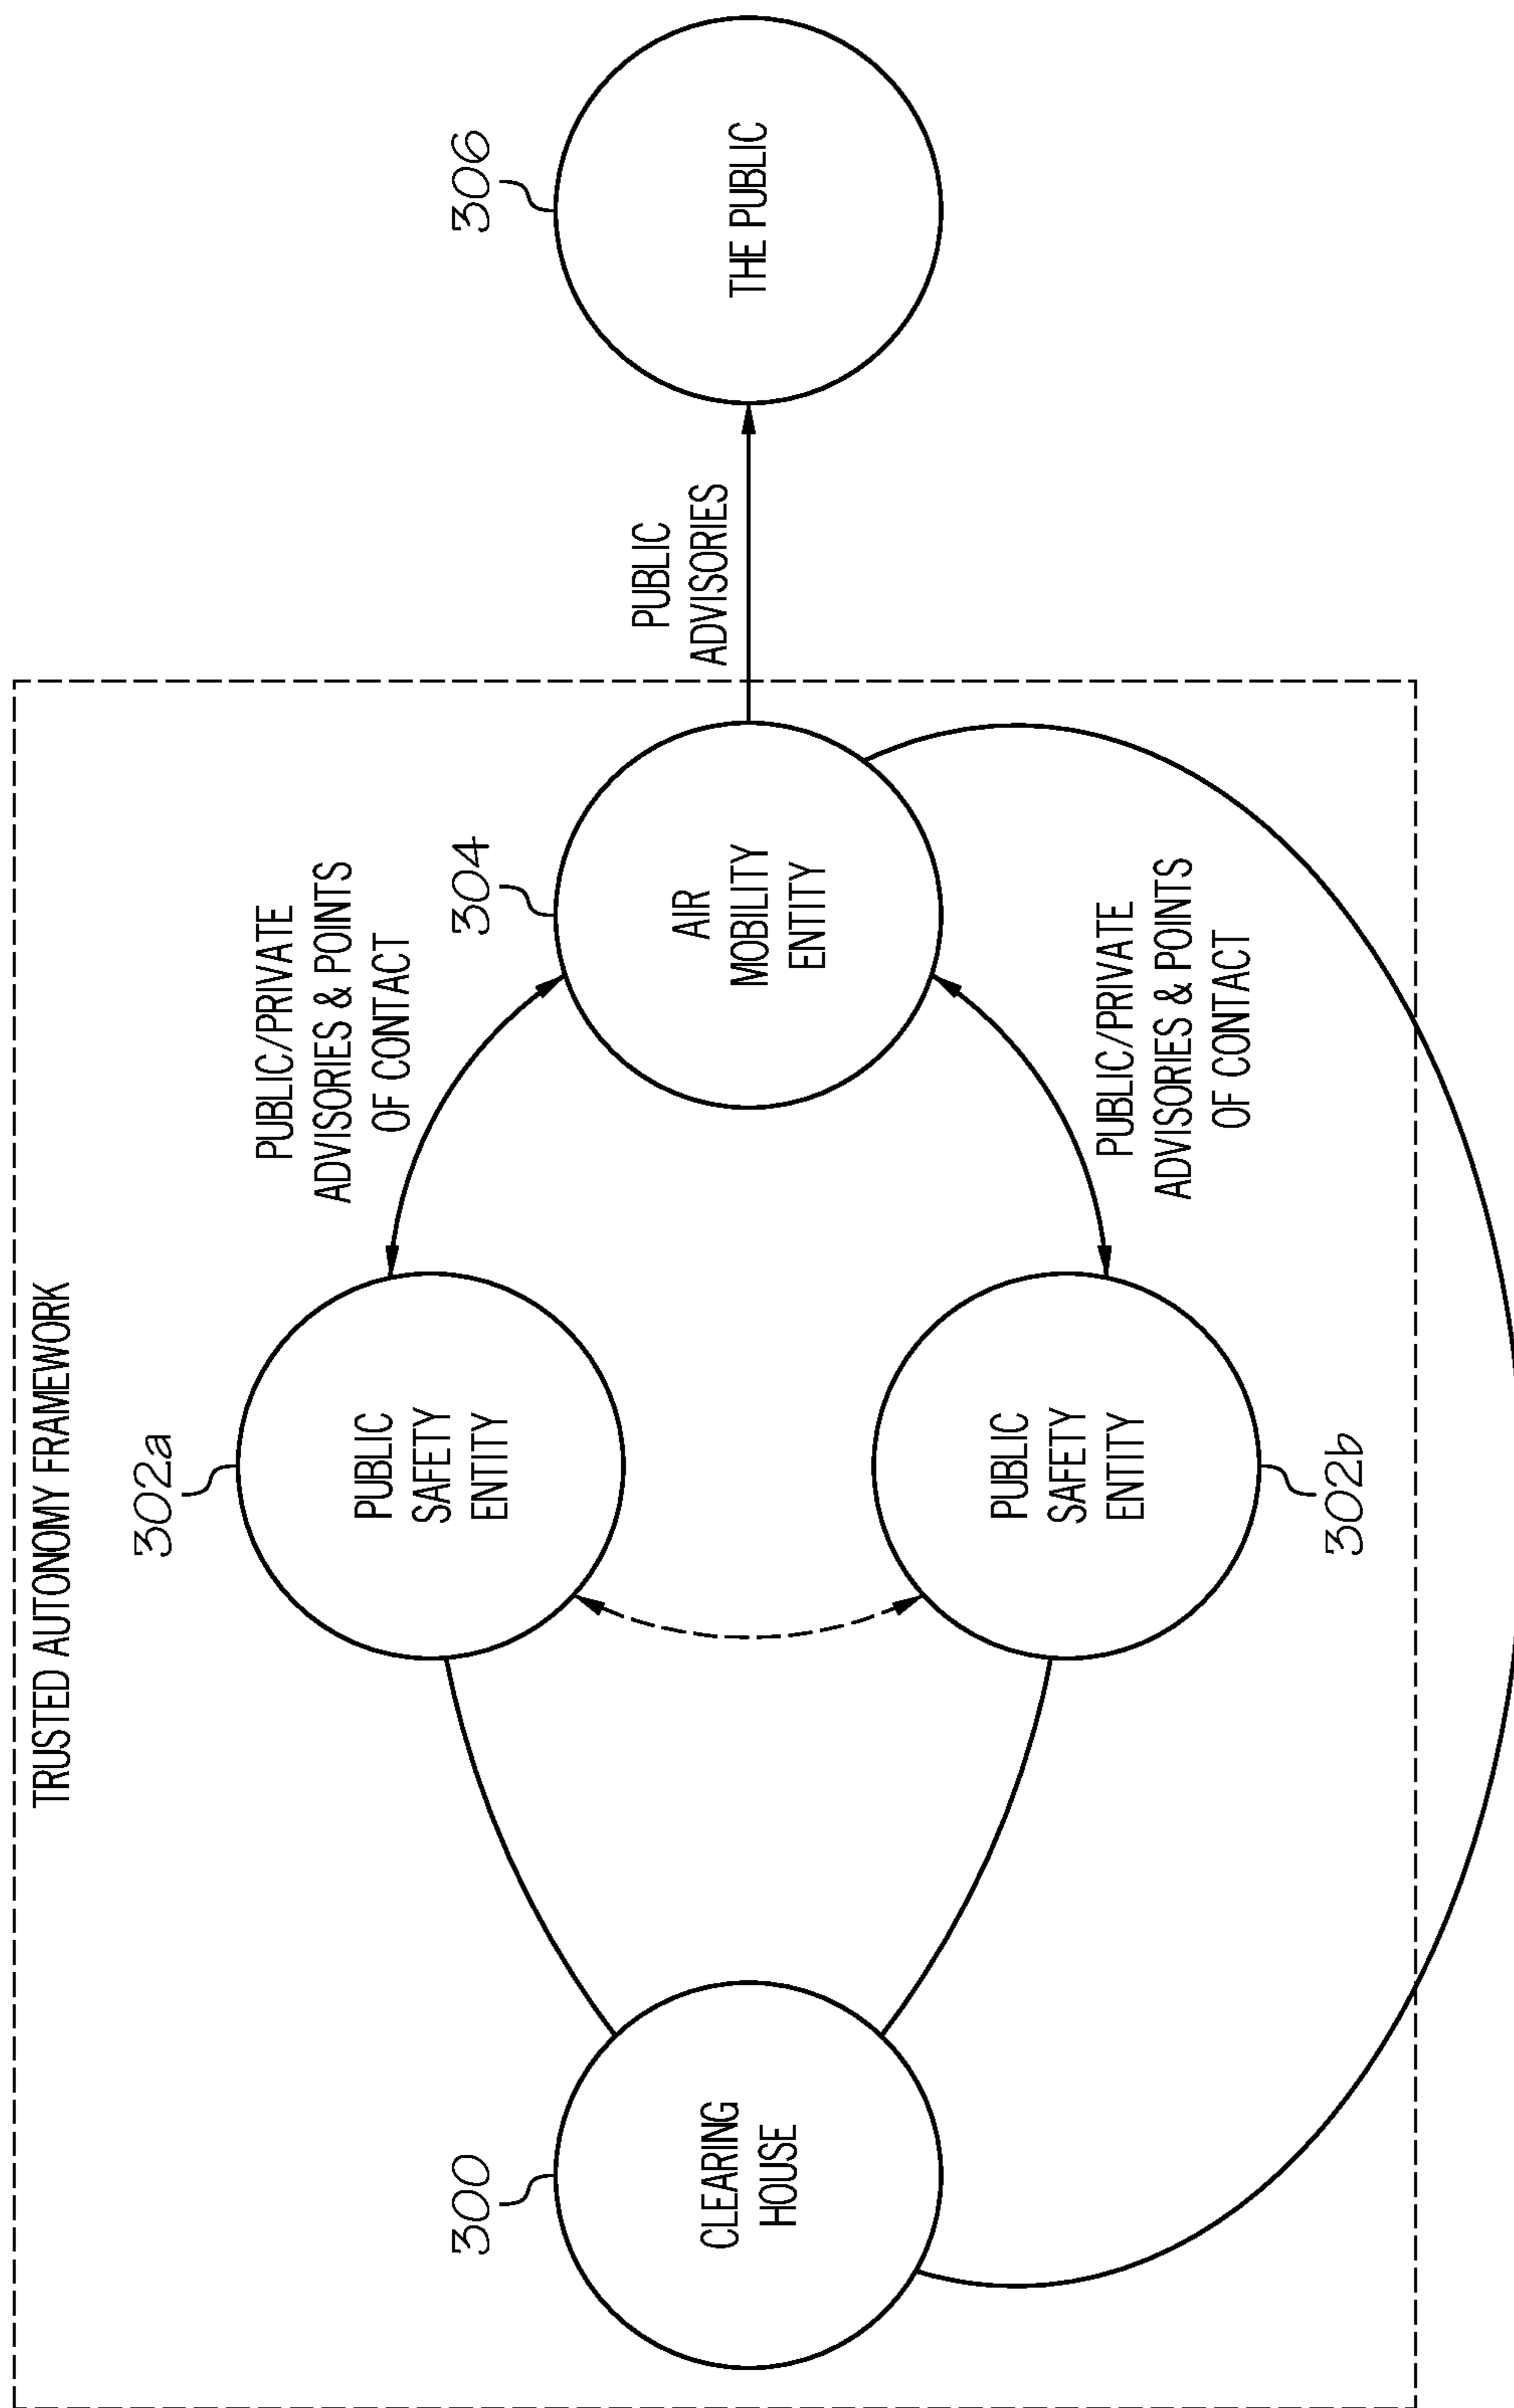 TRUSTED AUTONOMY FRAMEWORK
302a
PUBLIC
SAFETY
ENTITY
PUBLIC/PRIVATE
ADVISORIES & POINTS
OF CONTACT
300
CLEARING
HOUSE
304
AIR
MOBILITY
ENTITY
PUBLIC
ADVISORIES
306
THE PUBLIC
PUBLIC
SAFETY
ENTITY
302b
PUBLIC/PRIVATE
ADVISORIES & POINTS
OF CONTACT